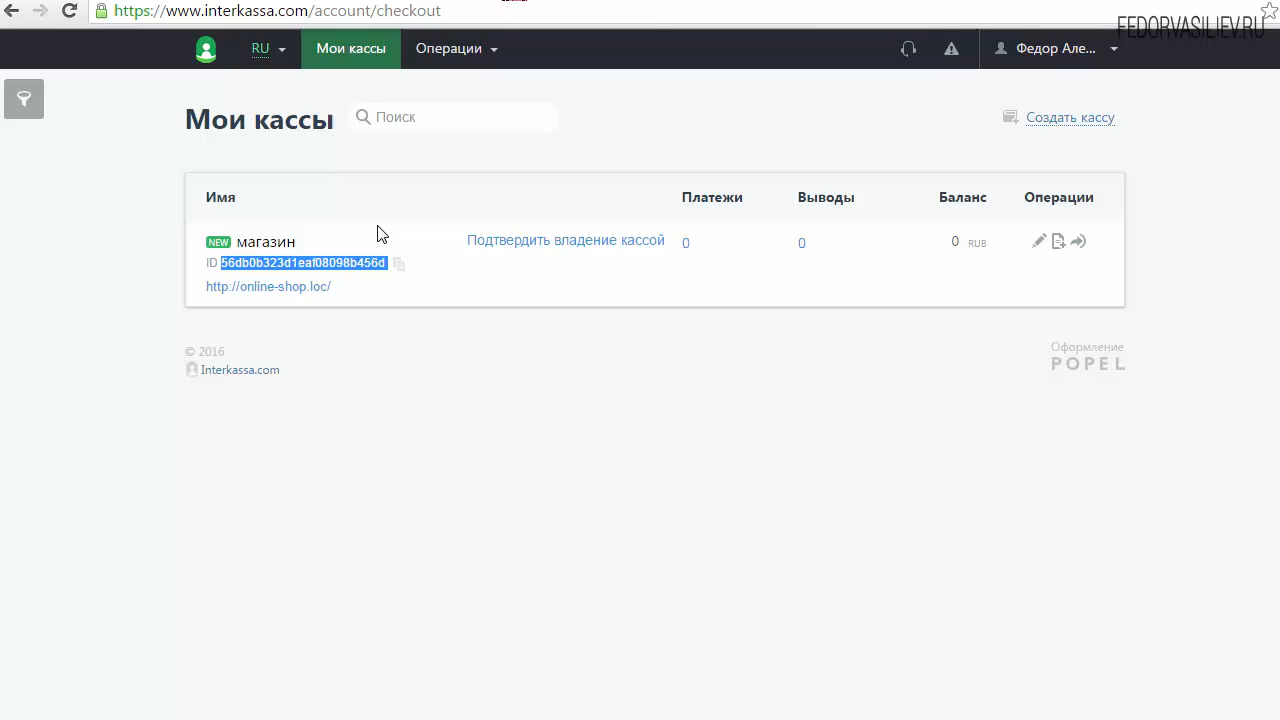 https://www.interkassa.com/account/checkout
FEDORVASILIEV.RU
RU Мои кассы Операции Федор Але...
Мои кассы Поиск Создать кассу
Имя Платежи Выводы Баланс Операции
NEW магазин Подтвердить владение кассой 0 0 0 RUB
ID 56db0b323d1eaf08098b456d
http://online-shop.loc/
© 2016 Оформление
Interkassa.com POPEL